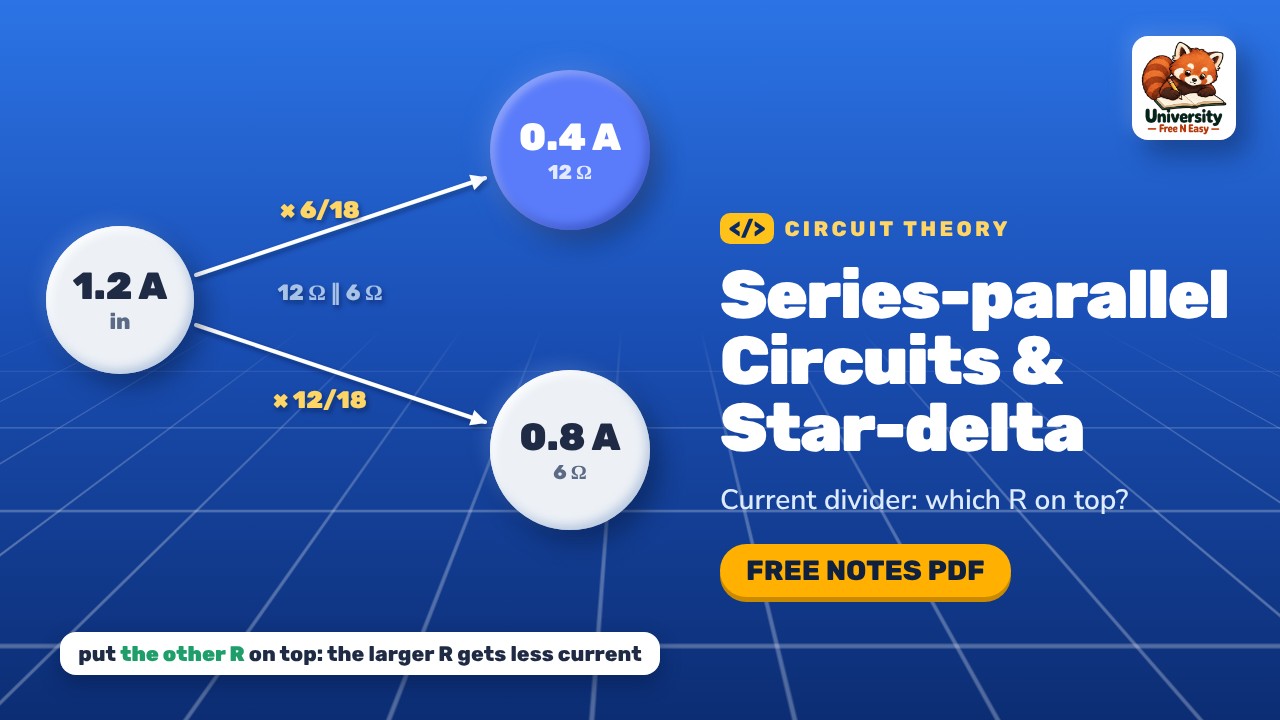 1.2 A
in
× 6/18
12 Ω ∥ 6 Ω
× 12/18
0.4 A
12 Ω
0.8 A
6 Ω
put the other R on top: the larger R gets less current
University
Free N Easy
</> CIRCUIT THEORY
Series-parallel
Circuits &
Star-delta
Current divider: which R on top?
FREE NOTES PDF